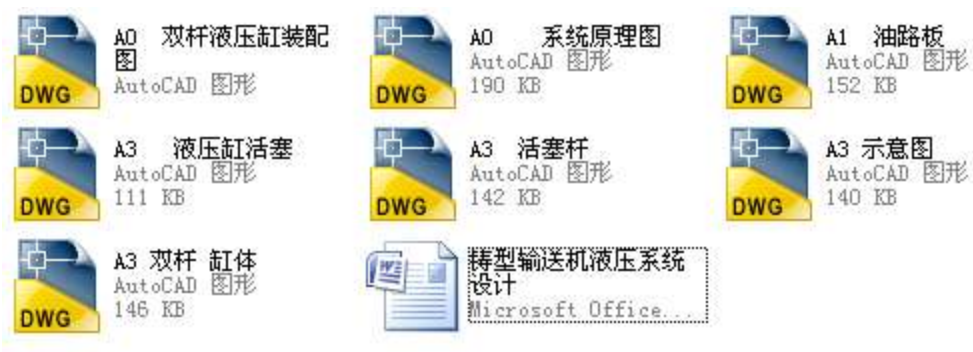 A0 双杆液压缸装配
图
AutoCAD 图形
DWG
A0 系统原理图
AutoCAD 图形
190 KB
DWG
A1 油路板
AutoCAD 图形
152 KB
DWG
A3 液压缸活塞
AutoCAD 图形
111 KB
DWG
A3 活塞杆
AutoCAD 图形
142 KB
DWG
A3 示意图
AutoCAD 图形
140 KB
DWG
A3 双杆 缸体
AutoCAD 图形
146 KB
DWG
铸型输送机液压系统
设计
Microsoft Office...